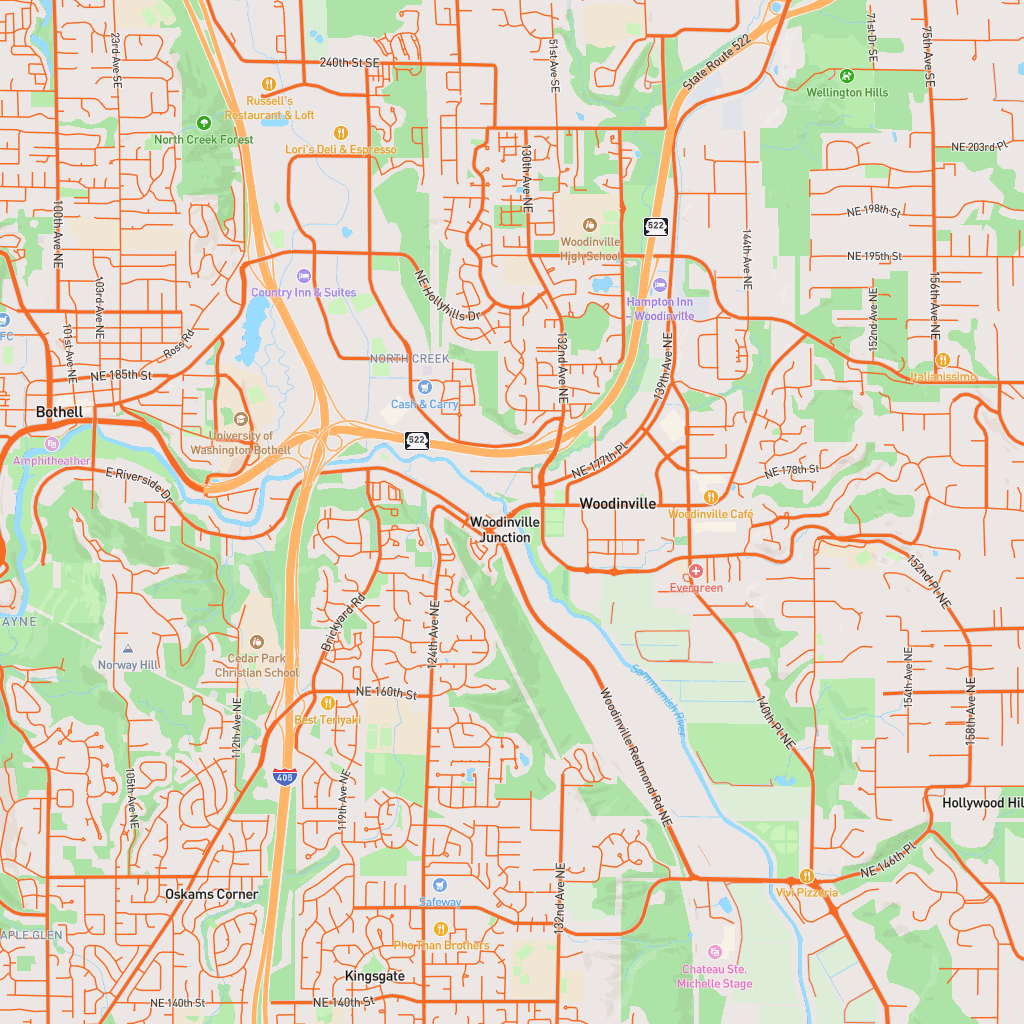 23rd Ave SE
240th St SE
51st Ave SE
State Route 522
71st Dr SE
75th Ave SE
Russell's
Restaurant & Loft
Wellington Hills
North Creek Forest
Lori's Deli & Espresso
NE 203rd Pl
130th Ave NE
100th Ave NE
NE 198th St
522
Woodinville
High School
144th Ave NE
NE 195th St
103rd Ave NE
Country Inn & Suites
NE Hollyhills Dr
Hampton Inn
- Woodinville
156th Ave NE
152nd Ave NE
FC
101st Ave NE
Ross Rd
NORTH CREEK
132nd Ave NE
139th Ave NE
NE 185th St
Italianissimo
Cash & Carry
Bothell
University of
Washington Bothell
522
Amphitheater
NE 177th Pl
NE 178th St
E Riverside Dr
Woodinville
Woodinville Café
Woodinville
Junction
Evergreen
152nd Pl NE
Brickyard Rd
124th Ave NE
AYNE
Norway Hill
Cedar Park
Christian School
Sammamish River
154th Ave NE
NE 160th St
Best Teriyaki
112th Ave NE
Woodinville Redmond Rd NE
140th Pl NE
158th Ave NE
405
105th Ave NE
119th Ave NE
Hollywood Hil
NE 146th Pl
Oskams Corner
Safeway
132nd Ave NE
Vivi Pizzeria
APLE GLEN
Pho Than Brothers
Chateau Ste.
Michelle Stage
Kingsgate
NE 140th St
NE 140th St